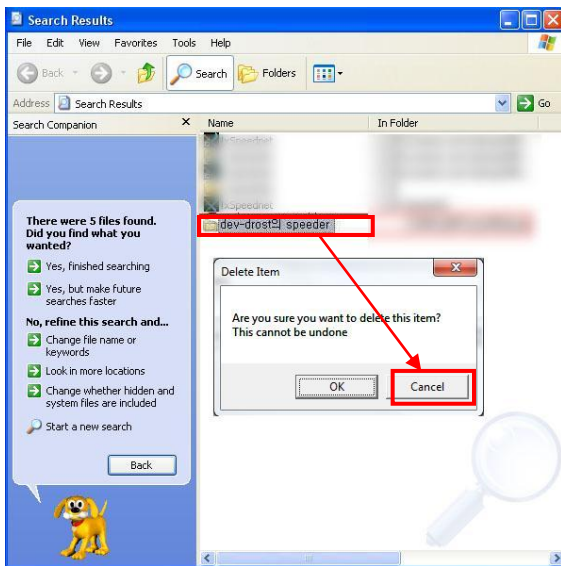 Search Results
File Edit View Favorites Tools Help
Back Search Folders
Address Search Results Go
Search Companion × Name In Folder
fxSpeednet
There were 5 files found.
Did you find what you
wanted?
Yes, finished searching
Yes, but make future
searches faster
No, refine this search and...
Change file name or
keywords
Look in more locations
Change whether hidden and
system files are included
Start a new search
Back
fxSpeednet
dev-drost의 speeder
Delete Item
Are you sure you want to delete this item?
This cannot be undone
OK Cancel